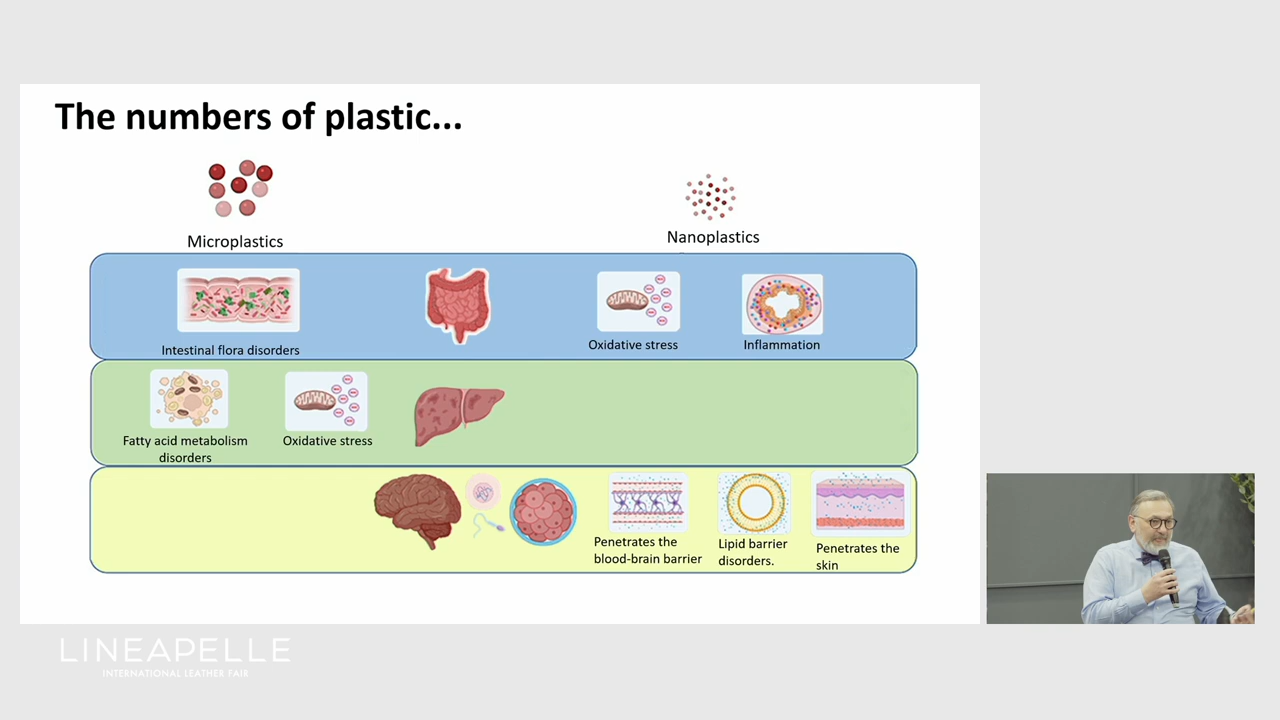 The numbers of plastic...
Microplastics
Nanoplastics
Intestinal flora disorders
Oxidative stress
Inflammation
Fatty acid metabolism
disorders
Oxidative stress
Penetrates the
blood-brain barrier
Lipid barrier
disorders.
Penetrates the
skin
LINEAPELLE
INTERNATIONAL LEATHER FAIR